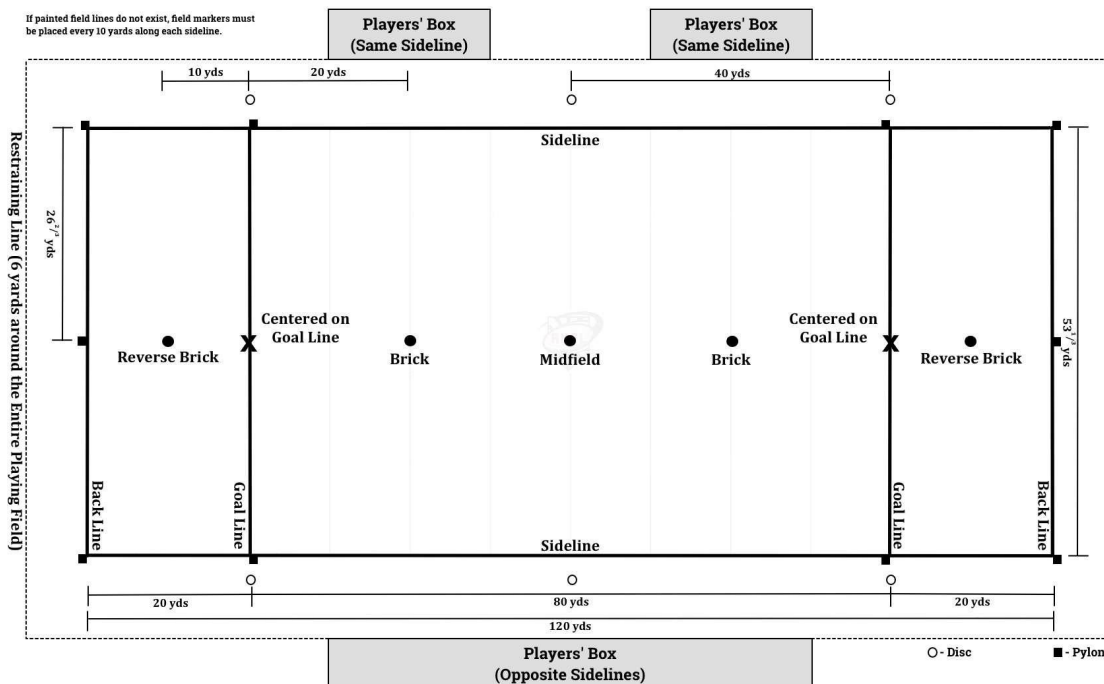 If painted field lines do not exist, field markers must
be placed every 10 yards along each sideline.
Players' Box
(Same Sideline)
Players' Box
(Same Sideline)
10 yds
20 yds
40 yds
Sideline
Restraining Line (6 yards around the Entire Playing Field)
26 2/3 yds
53 1/3 yds
Centered on
Goal Line
Centered on
Goal Line
X
X
Reverse Brick
Brick
Midfield
Brick
Reverse Brick
Back Line
Goal Line
Goal Line
Back Line
Sideline
20 yds
80 yds
20 yds
120 yds
Players' Box
(Opposite Sidelines)
- Disc
- Pylon